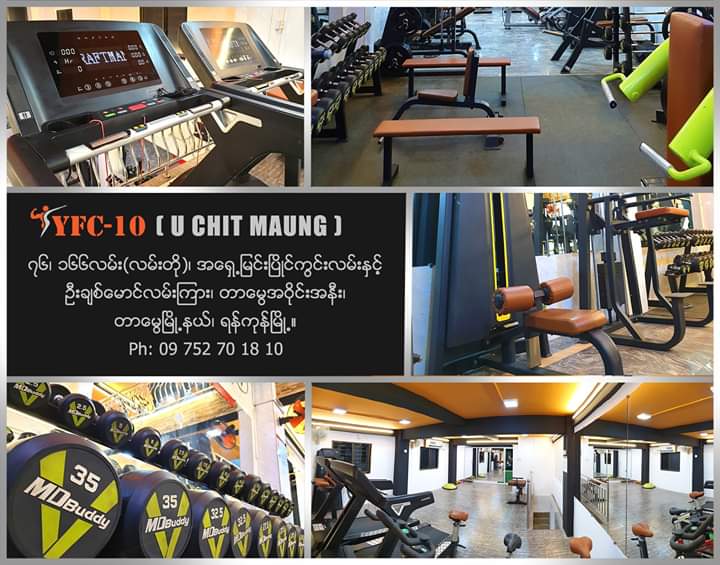 YFC-10 ( U CHIT MAUNG )
၇၆၊ ၁၆၆လမ်း(လမ်းတို)၊ အရှေ့မြင်းပြိုင်ကွင်းလမ်းနှင့်
ဦးချစ်မောင်လမ်းကြား၊ တာမွေအဝိုင်းအနီး၊
တာမွေမြို့နယ်၊ ရန်ကုန်မြို့။
Ph: 09 752 70 18 10
35
MDBuddy
35
MDBuddy
32.5